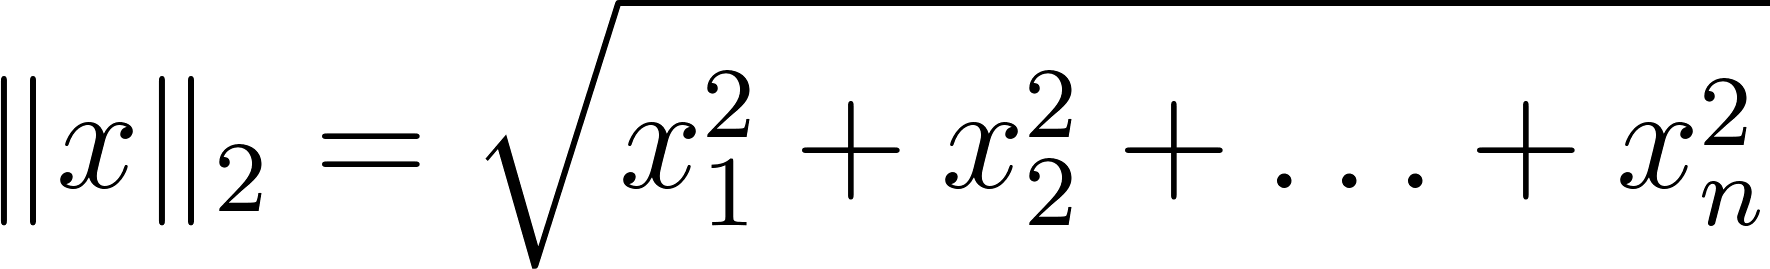 ‖x‖₂ = √(x₁² + x₂² + … + xₙ²)